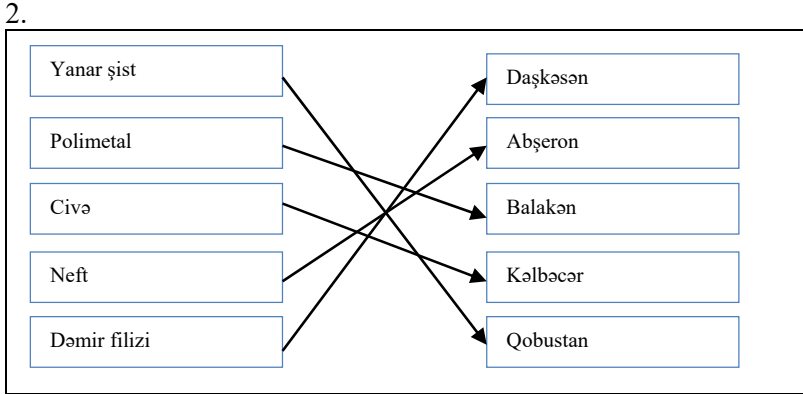 2.
Yanar şist
Daşkəsən
Polimetal
Abşeron
Civə
Balakən
Neft
Kəlbəcər
Dəmir filizi
Qobustan